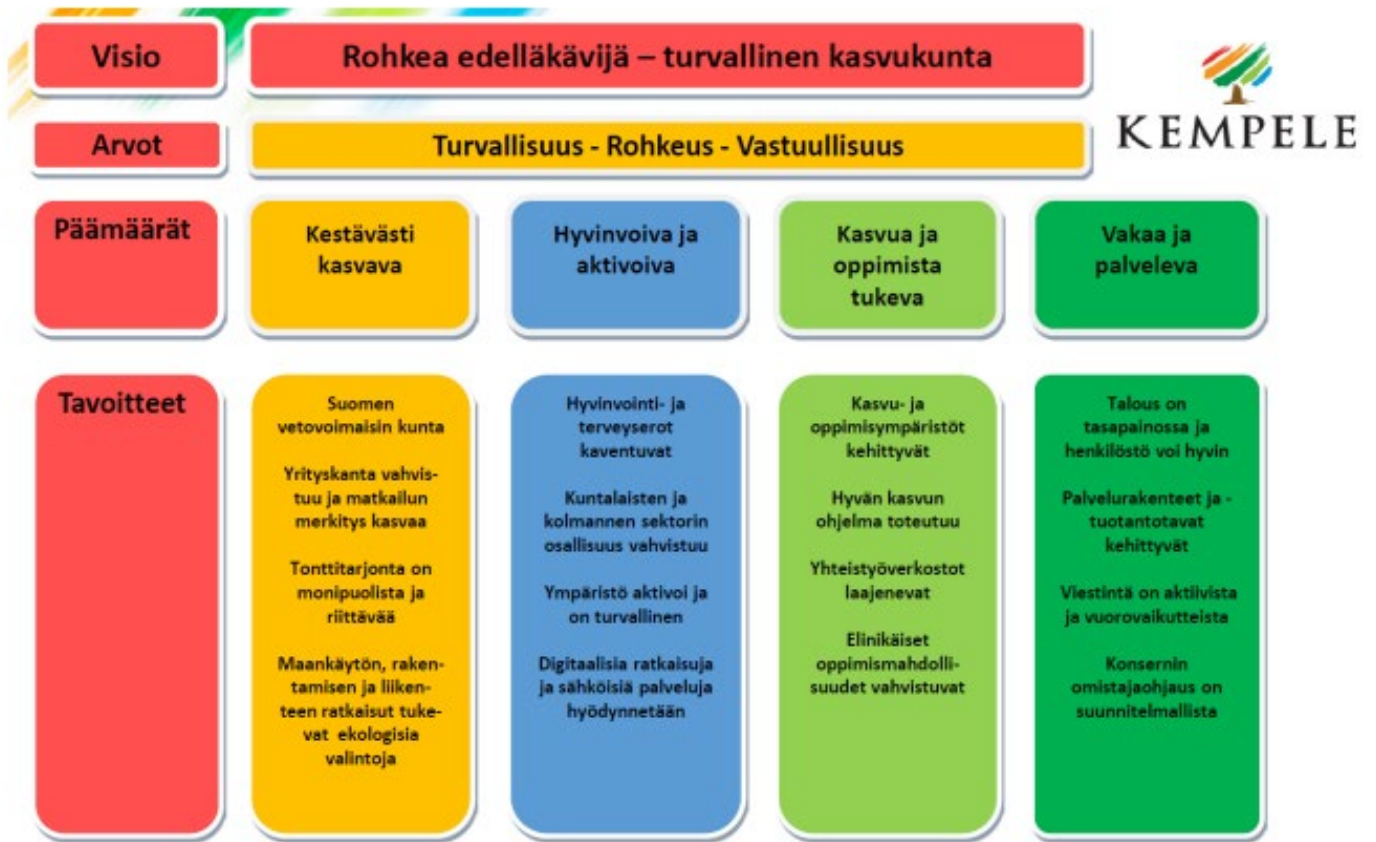 Visio
Rohkea edelläkävijä – turvallinen kasvukunta
KEMPELE
Arvot
Turvallisuus - Rohkeus - Vastuullisuus
Päämäärät
Kestävästi
kasvava
Hyvinvoiva ja
aktivoiva
Kasvua ja
oppimista
tukeva
Vakaa ja
palveleva
Tavoitteet
Suomen
vetovoimaisin kunta
Yrityskanta vahvis-
tuu ja matkailun
merkitys kasvaa
Tonttitarjonta on
monipuolista ja
riittävää
Maankäytön, raken-
tamisen ja liiken-
teen ratkaisut tuke-
vat ekologisia
valintoja
Hyvinvointi- ja
terveyserot
kaventuvat
Kuntalaisten ja
kolmannen sektorin
osallisuus vahvistuu
Ympäristö aktivoi ja
on turvallinen
Digitaalisia ratkaisuja
ja sähköisiä palveluja
hyödynnetään
Kasvu- ja
oppimisympäristöt
kehittyvät
Hyvän kasvun
ohjelma toteutuu
Yhteistyöverkostot
laajenevat
Elinikäiset
oppimismahdolli-
suudet vahvistuvat
Talous on
tasapainossa ja
henkilöstö voi hyvin
Palvelurakenteet ja -
tuotantotavat
kehittyvät
Viestintä on aktiivista
ja vuorovaikutteista
Konsernin
omistajaohjaus on
suunnitelmallista